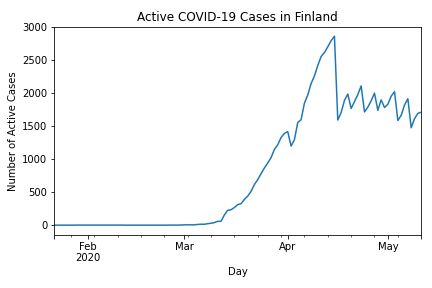 Active COVID-19 Cases in Finland
Number of Active Cases
3000
2500
2000
1500
1000
500
0
Feb Mar Apr May
2020
Day